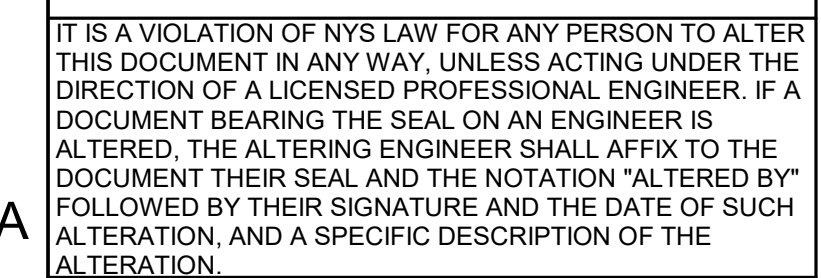 IT IS A VIOLATION OF NYS LAW FOR ANY PERSON TO ALTER
THIS DOCUMENT IN ANY WAY, UNLESS ACTING UNDER THE
DIRECTION OF A LICENSED PROFESSIONAL ENGINEER. IF A
DOCUMENT BEARING THE SEAL ON AN ENGINEER IS
ALTERED, THE ALTERING ENGINEER SHALL AFFIX TO THE
DOCUMENT THEIR SEAL AND THE NOTATION "ALTERED BY"
FOLLOWED BY THEIR SIGNATURE AND THE DATE OF SUCH
ALTERATION, AND A SPECIFIC DESCRIPTION OF THE
ALTERATION.
A